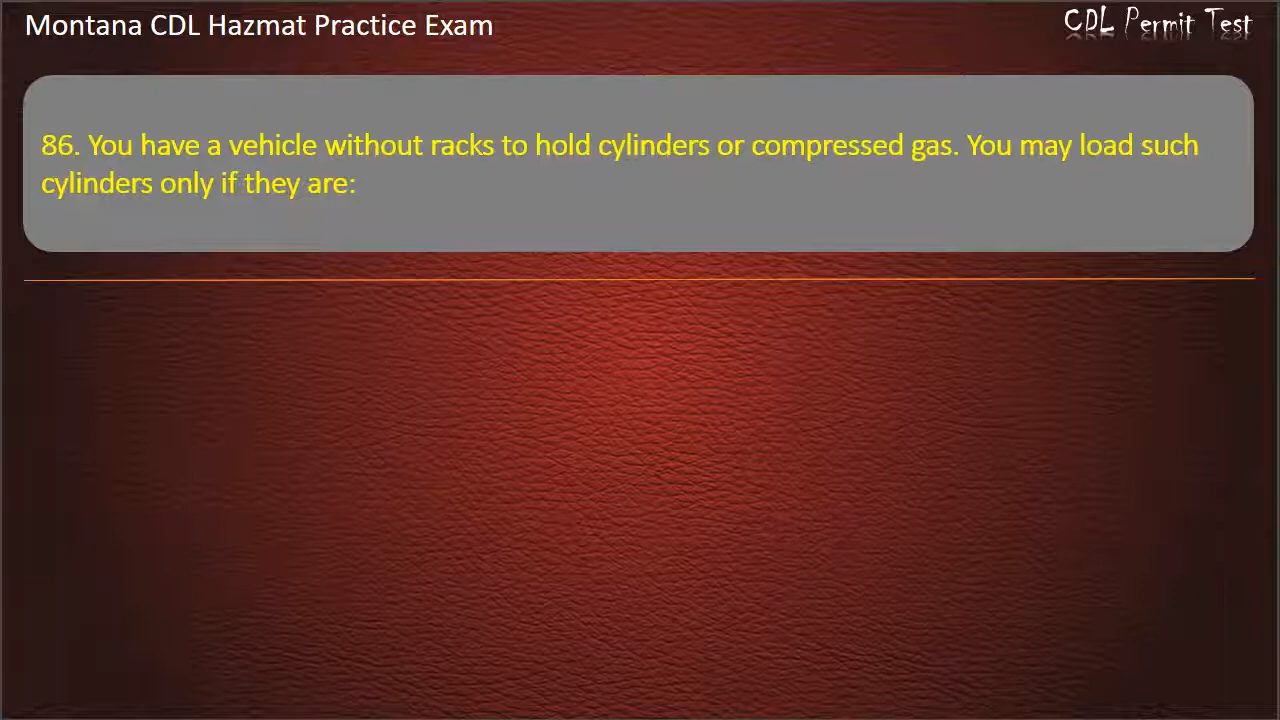 Montana CDL Hazmat Practice Exam
CDL Permit Test
86. You have a vehicle without racks to hold cylinders or compressed gas. You may load such
cylinders only if they are: